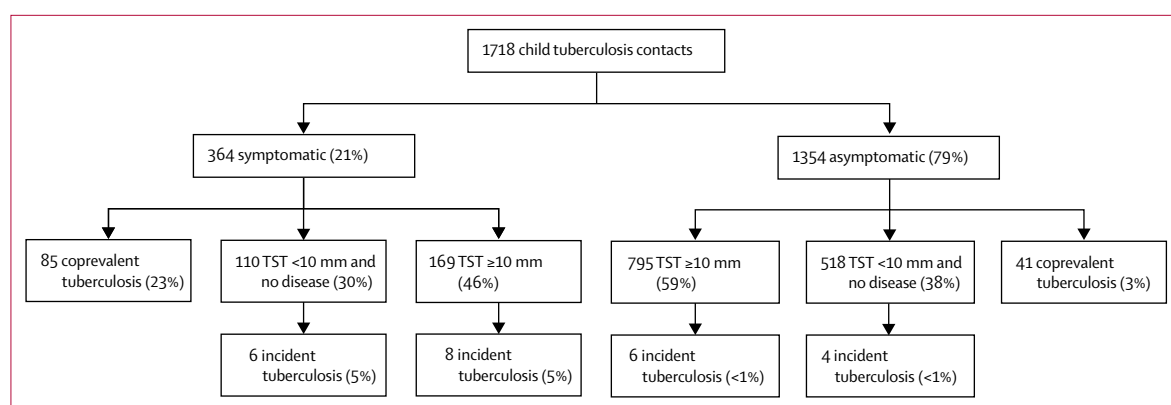 1718 child tuberculosis contacts
364 symptomatic (21%)
1354 asymptomatic (79%)
85 coprevalent
tuberculosis (23%)
110 TST <10 mm and
no disease (30%)
169 TST ≥10 mm
(46%)
795 TST ≥10 mm
(59%)
518 TST <10 mm and
no disease (38%)
41 coprevalent
tuberculosis (3%)
6 incident
tuberculosis (5%)
8 incident
tuberculosis (5%)
6 incident
tuberculosis (<1%)
4 incident
tuberculosis (<1%)